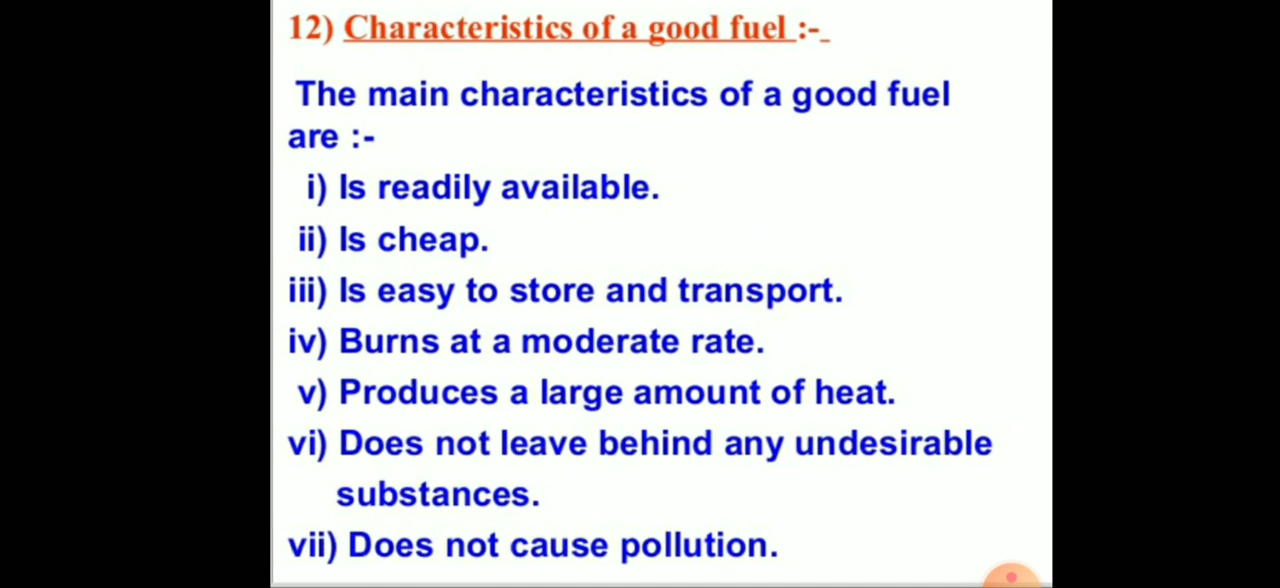 12) Characteristics of a good fuel :-
The main characteristics of a good fuel
are :-
i) Is readily available.
ii) Is cheap.
iii) Is easy to store and transport.
iv) Burns at a moderate rate.
v) Produces a large amount of heat.
vi) Does not leave behind any undesirable
substances.
vii) Does not cause pollution.